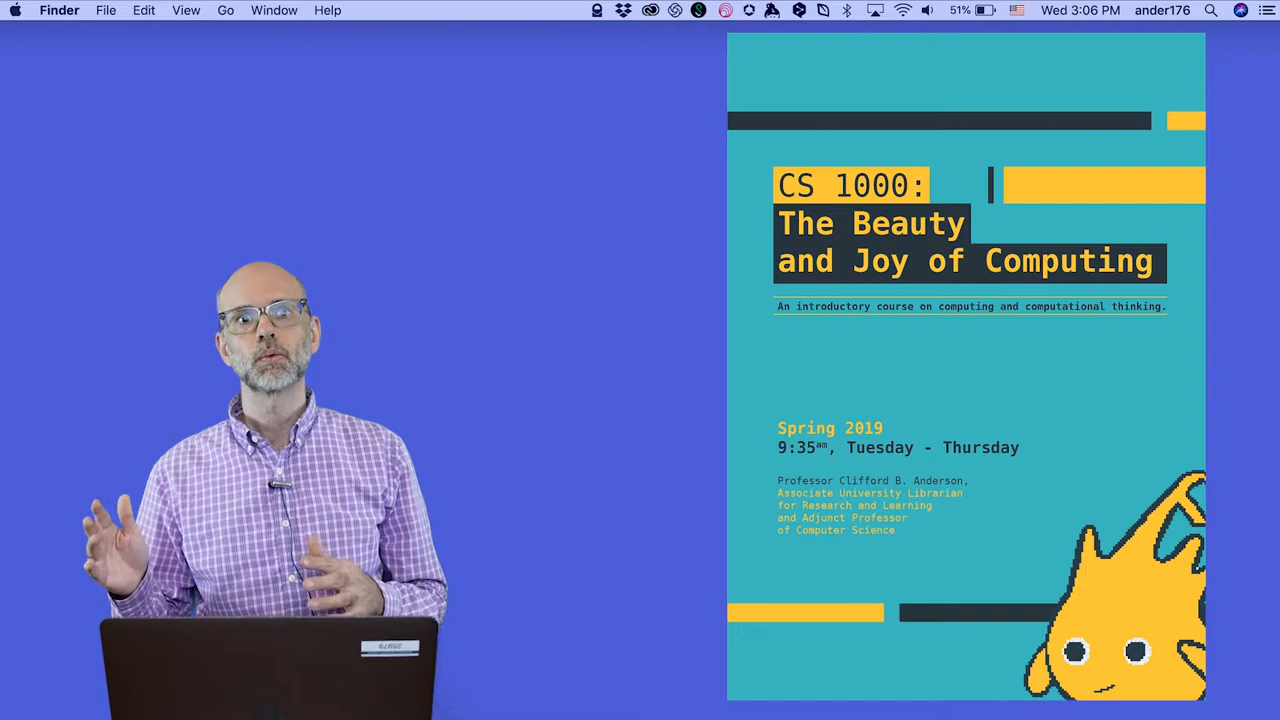 Finder File Edit View Go Window Help 51% Wed 3:06 PM ander176
CS 1000:
The Beauty
and Joy of Computing
An introductory course on computing and computational thinking.
Spring 2019
9:35am, Tuesday - Thursday
Professor Clifford B. Anderson,
Associate University Librarian
for Research and Learning
and Adjunct Professor
of Computer Science
25979